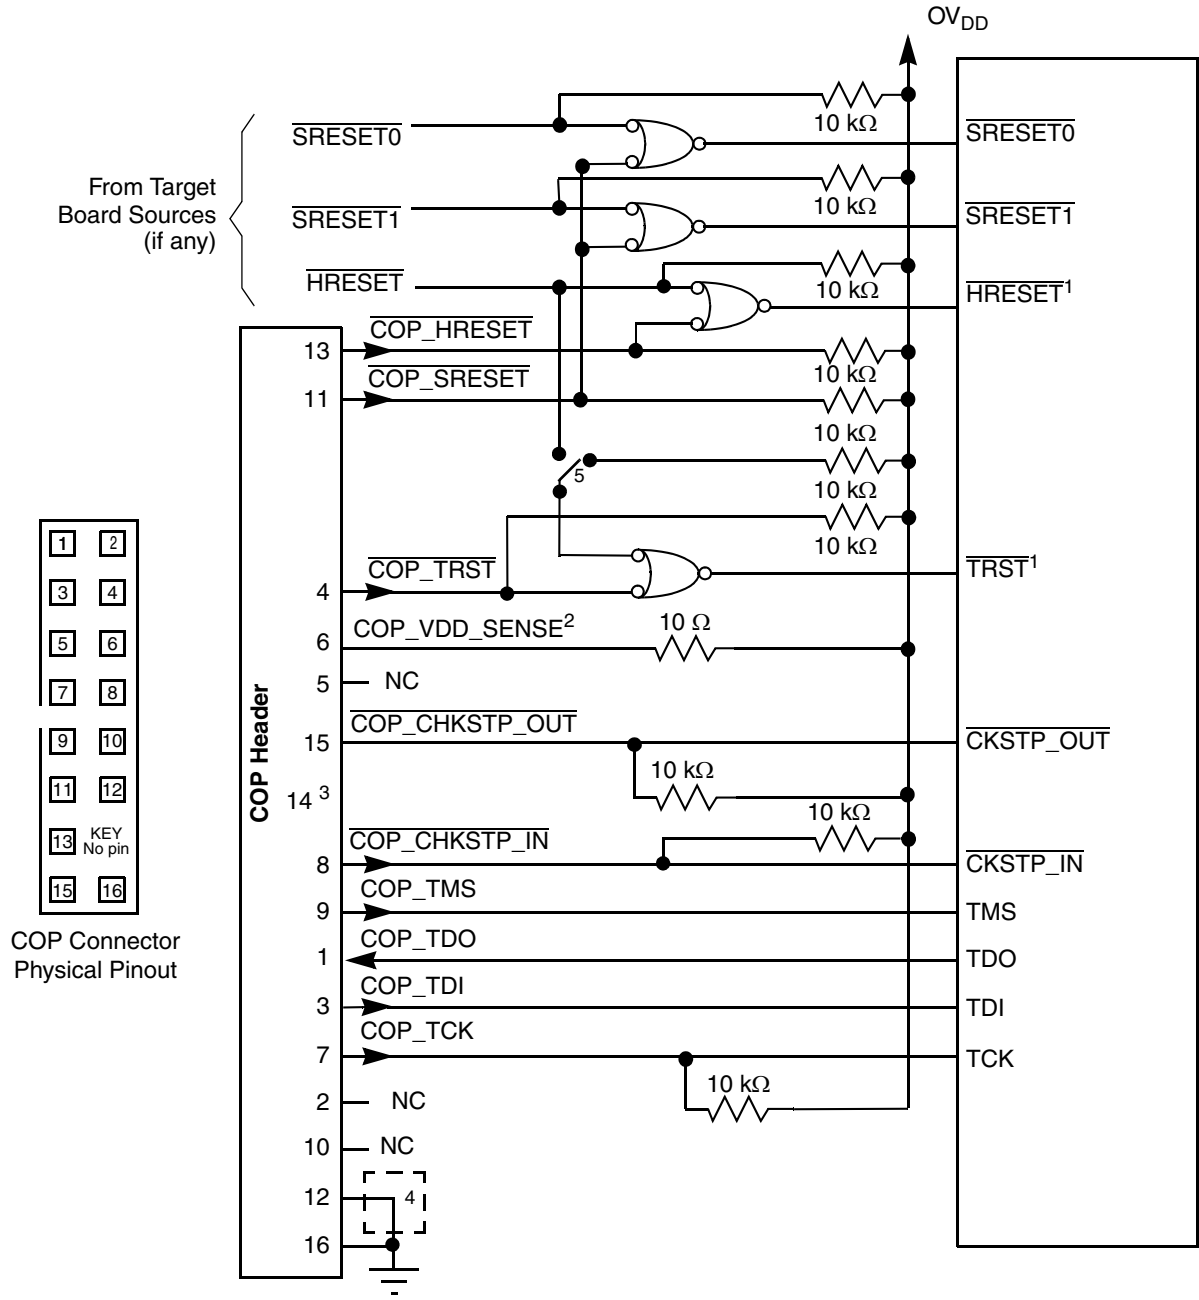 OVDD
10 kΩ
SRESET0
SRESET0
From Target
Board Sources
(if any)
10 kΩ
SRESET1
SRESET1
HRESET
10 kΩ
HRESET1
13
COP_HRESET
10 kΩ
11
COP_SRESET
10 kΩ
5
10 kΩ
10 kΩ
4
COP_TRST
TRST1
6
COP_VDD_SENSE2
10 Ω
5
NC
15
COP_CHKSTP_OUT
CKSTP_OUT
10 kΩ
14 3
10 kΩ
8
COP_CHKSTP_IN
CKSTP_IN
9
COP_TMS
TMS
1
COP_TDO
TDO
3
COP_TDI
TDI
7
COP_TCK
TCK
10 kΩ
2
NC
10
NC
12
4
16
COP Header
1 2
3 4
5 6
7 8
9 10
11 12
13 KEY
No pin
15 16
COP Connector
Physical Pinout